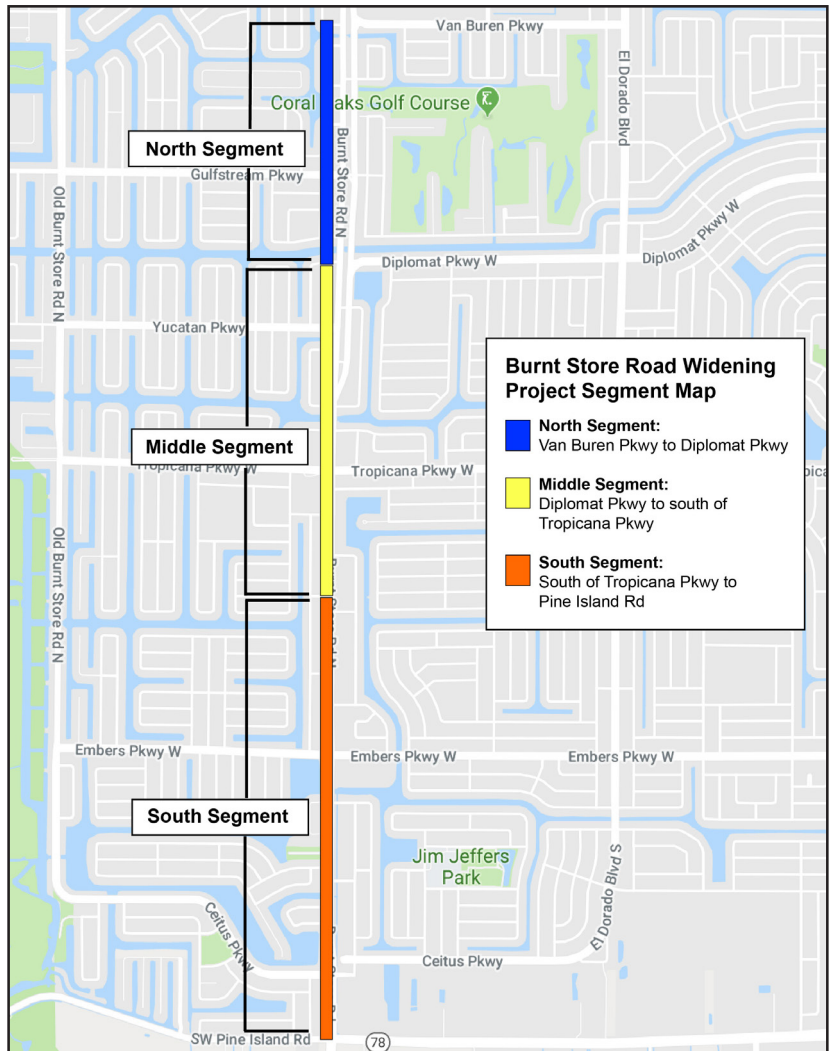 Van Buren Pkwy
El Dorado Blvd
Coral Oaks Golf Course
Burnt Store Rd N
North Segment
Gulfstream Pkwy
Old Burnt Store Rd N
Diplomat Pkwy W
Diplomat Pkwy W
Yucatan Pkwy
Burnt Store Road Widening
Project Segment Map
North Segment:
Van Buren Pkwy to Diplomat Pkwy
Middle Segment:
Diplomat Pkwy to south of
Tropicana Pkwy
South Segment:
South of Tropicana Pkwy to
Pine Island Rd
Middle Segment
Tropicana Pkwy W
Tropicana Pkwy W
Old Burnt Store Rd N
Embers Pkwy W
Embers Pkwy W
Embers Pkwy W
South Segment
Jim Jeffers
Park
El Dorado Blvd S
Ceitus Pkwy
Ceitus Pkwy
SW Pine Island Rd
78